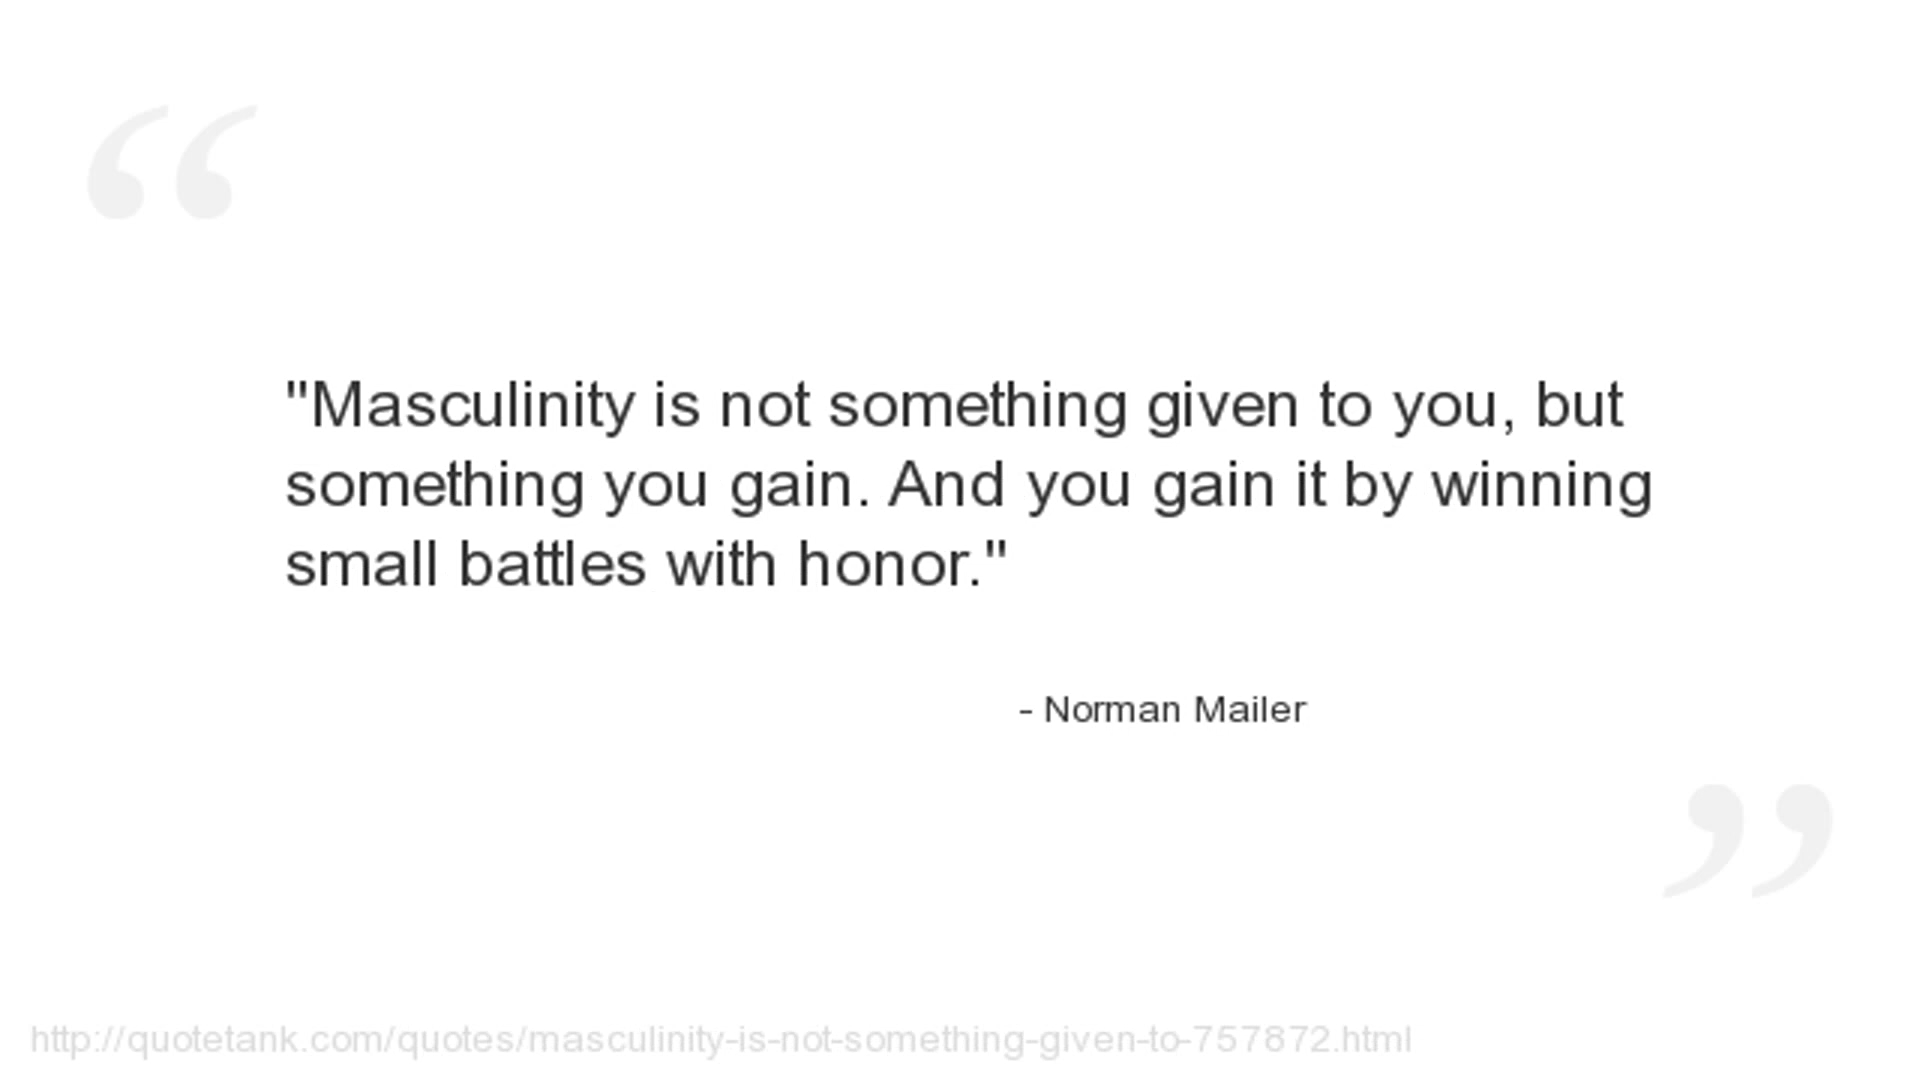 "Masculinity is not something given to you, but
something you gain. And you gain it by winning
small battles with honor."
- Norman Mailer
http://quotetank.com/quotes/masculinity-is-not-something-given-to-757872.html